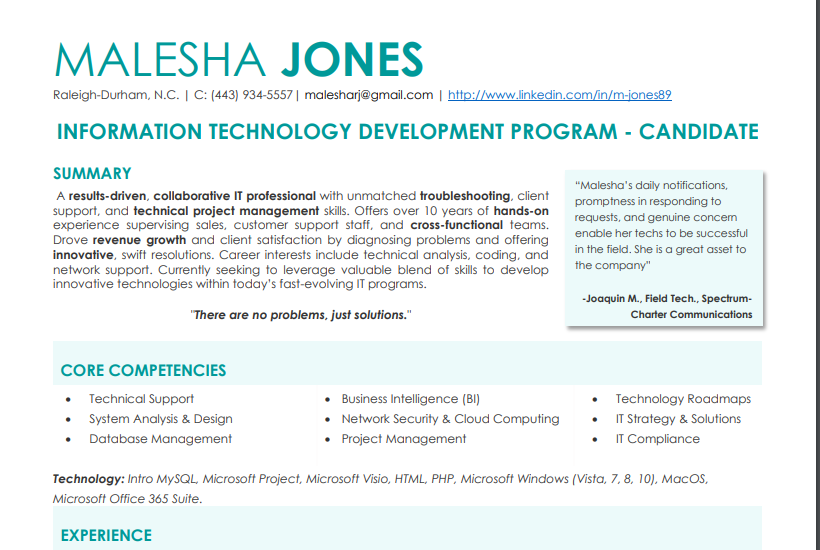 MALESHA JONES
Raleigh-Durham, N.C. | C: (443) 934-5557| malesharj@gmail.com | http://www.linkedin.com/in/m-jones89
INFORMATION TECHNOLOGY DEVELOPMENT PROGRAM - CANDIDATE
SUMMARY
A results-driven, collaborative IT professional with unmatched troubleshooting, client
support, and technical project management skills. Offers over 10 years of hands-on
experience supervising sales, customer support staff, and cross-functional teams.
Drove revenue growth and client satisfaction by diagnosing problems and offering
innovative, swift resolutions. Career interests include technical analysis, coding, and
network support. Currently seeking to leverage valuable blend of skills to develop
innovative technologies within today’s fast-evolving IT programs.
"There are no problems, just solutions."
“Malesha’s daily notifications,
promptness in responding to
requests, and genuine concern
enable her techs to be successful
in the field. She is a great asset to
the company”
-Joaquin M., Field Tech., Spectrum-
Charter Communications
CORE COMPETENCIES
• Technical Support
• System Analysis & Design
• Database Management
• Business Intelligence (BI)
• Network Security & Cloud Computing
• Project Management
• Technology Roadmaps
• IT Strategy & Solutions
• IT Compliance
Technology: Intro MySQL, Microsoft Project, Microsoft Visio, HTML, PHP, Microsoft Windows (Vista, 7, 8, 10), MacOS,
Microsoft Office 365 Suite.
EXPERIENCE